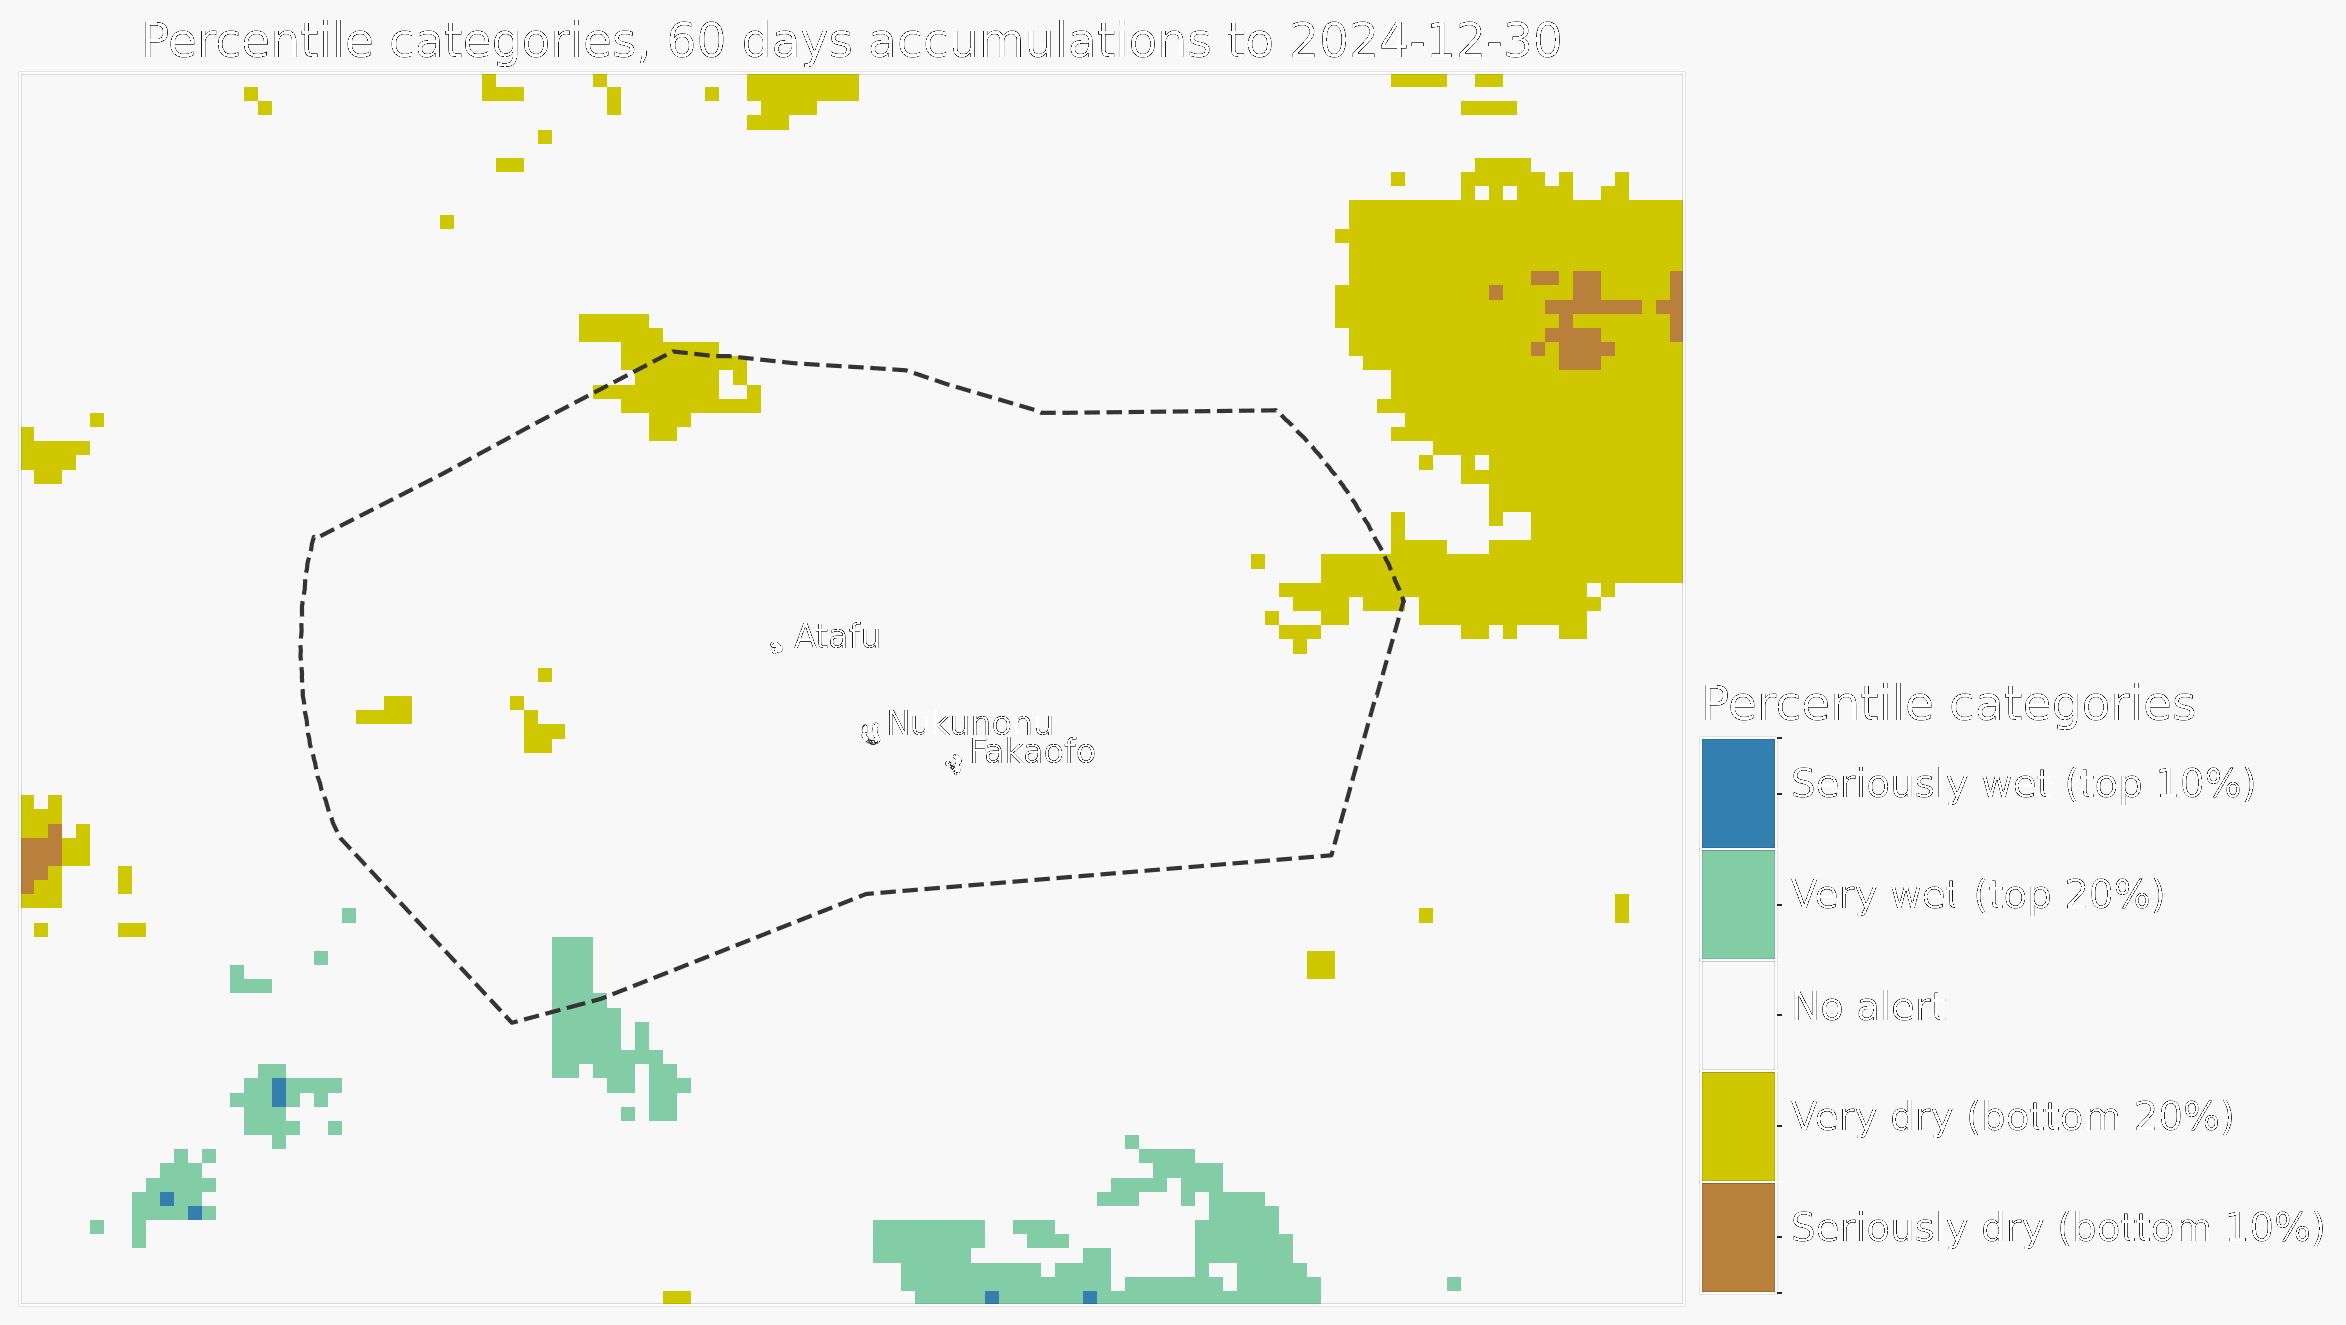 Percentile categories, 60 days accumulations to 2024-12-30
Atafu
Nukunonu
Fakaofo
Percentile categories
Seriously wet (top 10%)
Very wet (top 20%)
No alert
Very dry (bottom 20%)
Seriously dry (bottom 10%)